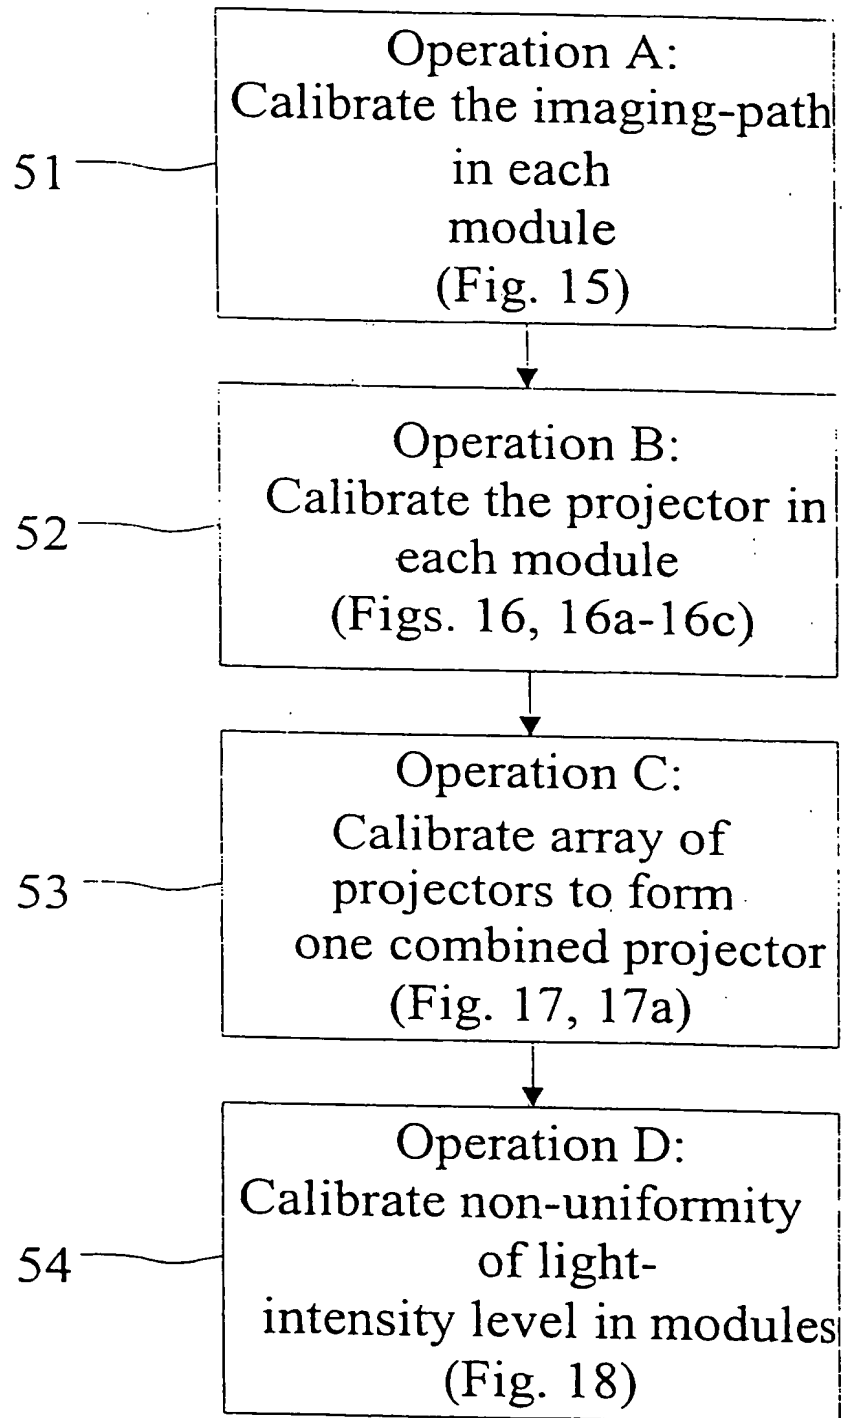 Operation A:
Calibrate the imaging-path
in each
module
(Fig. 15)
51
Operation B:
Calibrate the projector in
each module
(Figs. 16, 16a-16c)
52
Operation C:
Calibrate array of
projectors to form
one combined projector
(Fig. 17, 17a)
53
Operation D:
Calibrate non-uniformity
of light-
intensity level in modules
(Fig. 18)
54